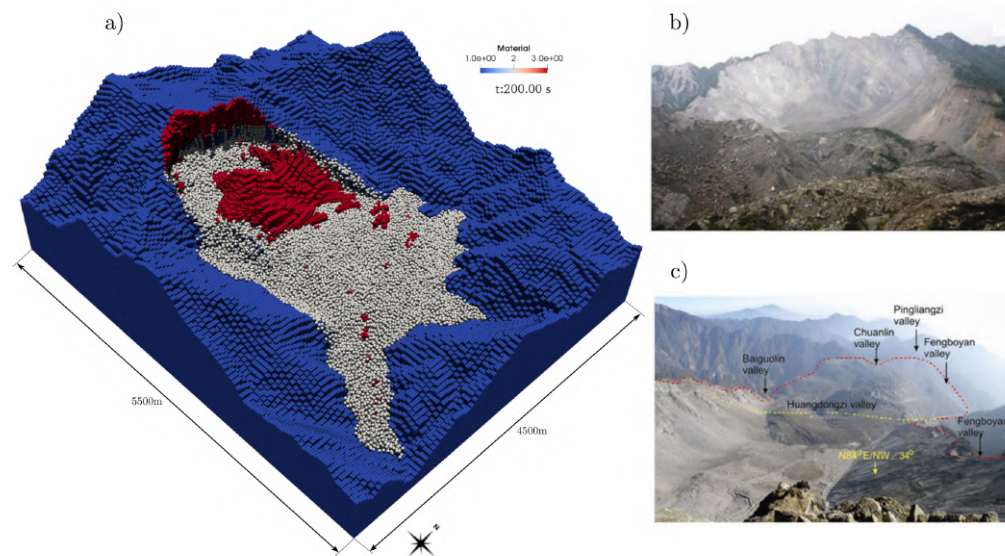 a)
Material
1.0e+00 2 3.0e+00
t:200.00 s
5500m
4500m
N
b)
c)
Pingliangzi
valley
Chuanlin
valley
Fengboyan
valley
Baiguolin
valley
Huangdongzi valley
Fengboyan
valley
N84°E/NW∕34°